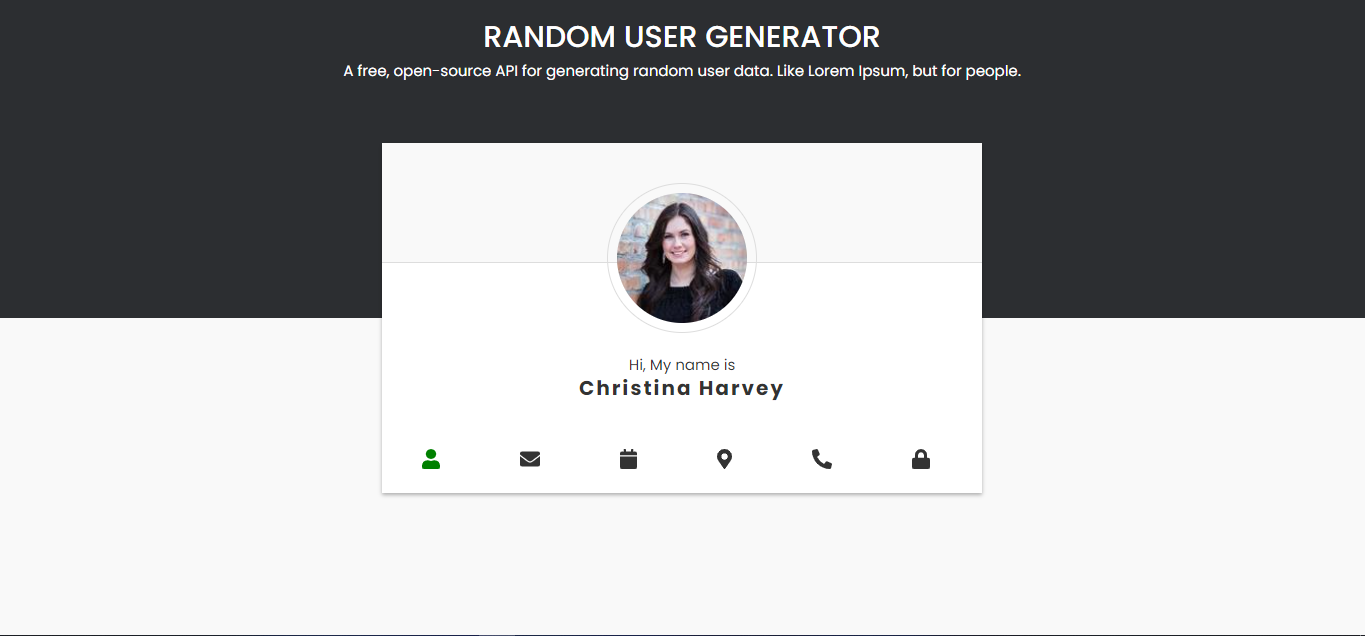 RANDOM USER GENERATOR
A free, open-source API for generating random user data. Like Lorem Ipsum, but for people.
Hi, My name is
Christina Harvey